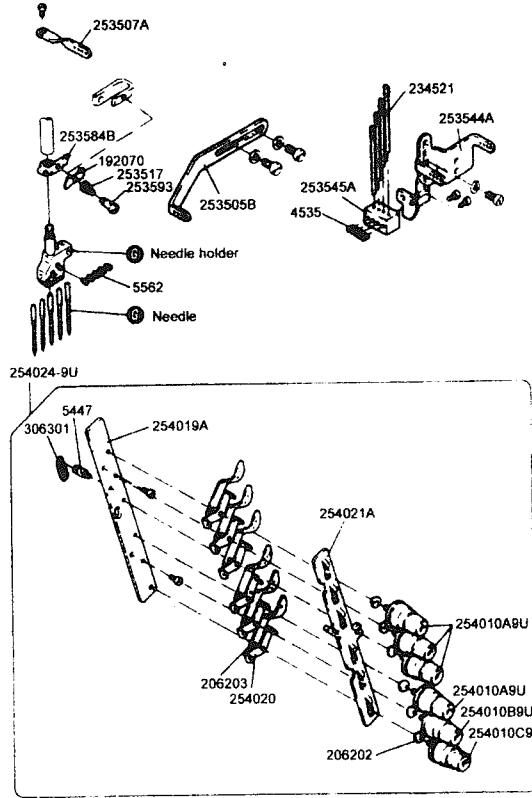 253507A
234521
253544A
253584B
192070
253517
253593
253505B
253545A
4535
G Needle holder
5562
G Needle
254024-9U
5447
306301
254019A
254021A
254010A9U
206203
254020
254010A9U
254010B9U
206202
254010C9